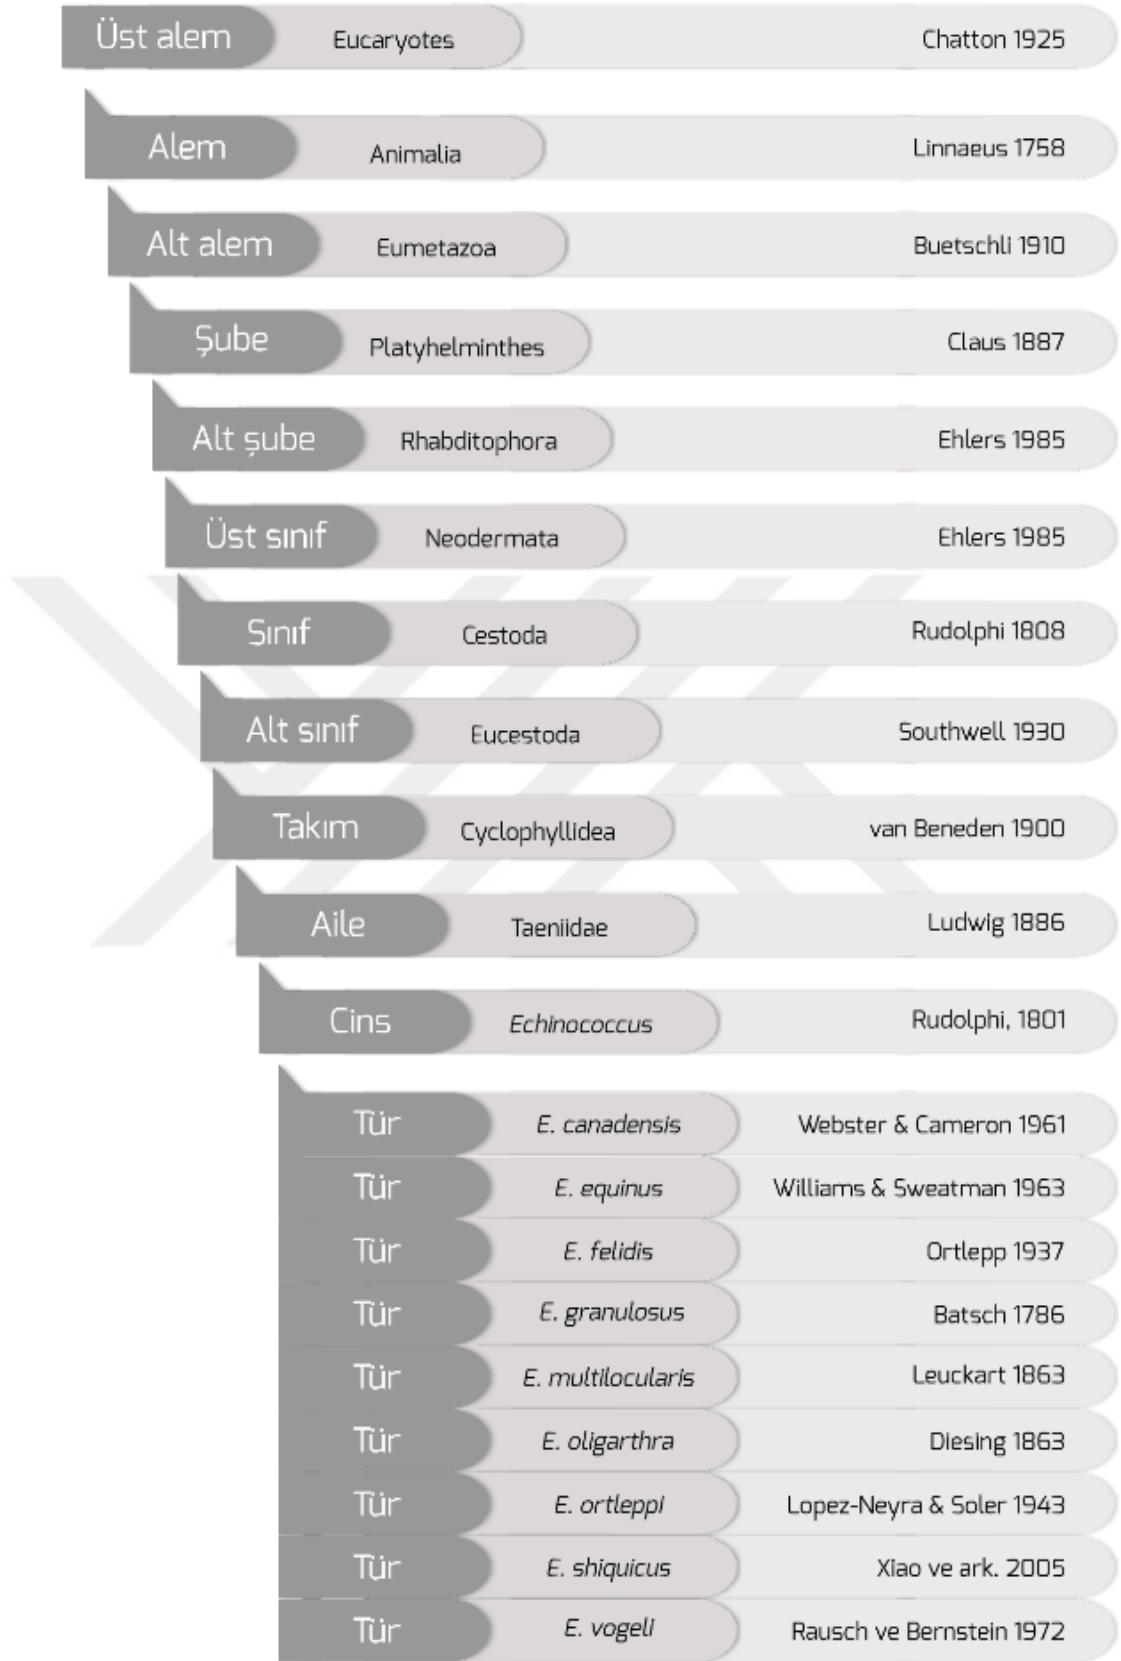 Üst alem Eucaryotes Chatton 1925
Alem Animalia Linnaeus 1758
Alt alem Eumetazoa Buetschli 1910
Şube Platyhelminthes Claus 1887
Alt şube Rhabditophora Ehlers 1985
Üst sınıf Neodermata Ehlers 1985
Sınıf Cestoda Rudolphi 1808
Alt sınıf Eucestoda Southwell 1930
Takım Cyclophyllidea van Beneden 1900
Aile Taeniidae Ludwig 1886
Cins Echinococcus Rudolphi, 1801
Tür E. canadensis Webster & Cameron 1961
Tür E. equinus Williams & Sweatman 1963
Tür E. felidis Ortlepp 1937
Tür E. granulosus Batsch 1786
Tür E. multilocularis Leuckart 1863
Tür E. oligarthra Diesing 1863
Tür E. ortleppi Lopez-Neyra & Soler 1943
Tür E. shiquicus Xiao ve ark. 2005
Tür E. vogeli Rausch ve Bernstein 1972